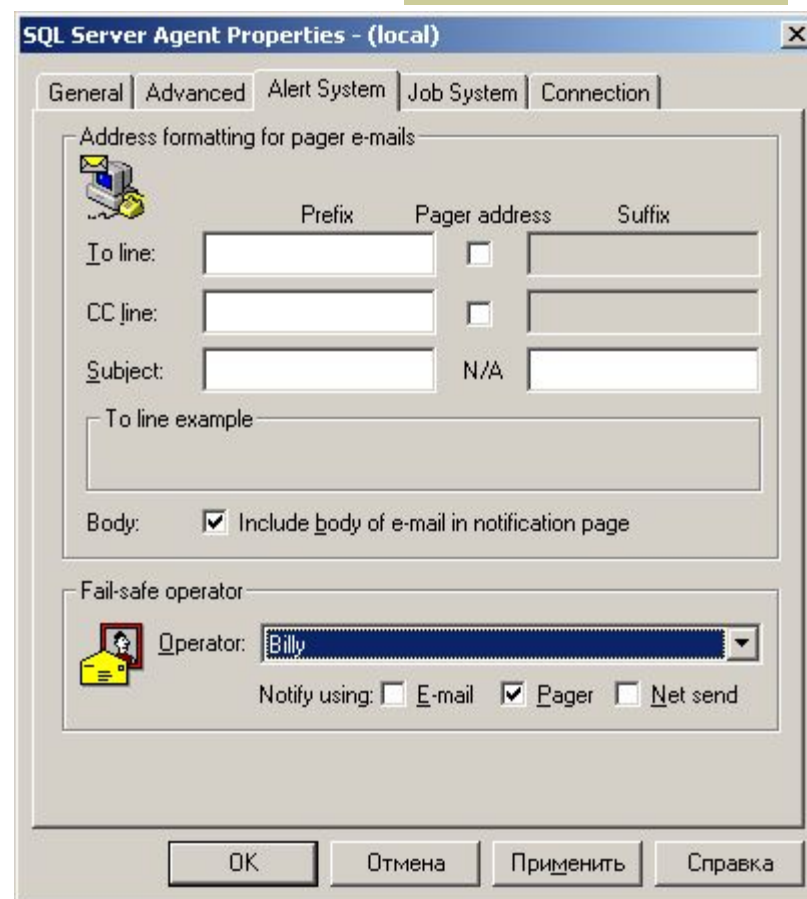 SQL Server Agent Properties - (local)
General Advanced Alert System Job System Connection
Address formatting for pager e-mails
Prefix Pager address Suffix
To line:
CC line:
Subject: N/A
To line example
Body: Include body of e-mail in notification page
Fail-safe operator
Operator: Billy
Notify using: E-mail Pager Net send
OK Отмена Применить Справка